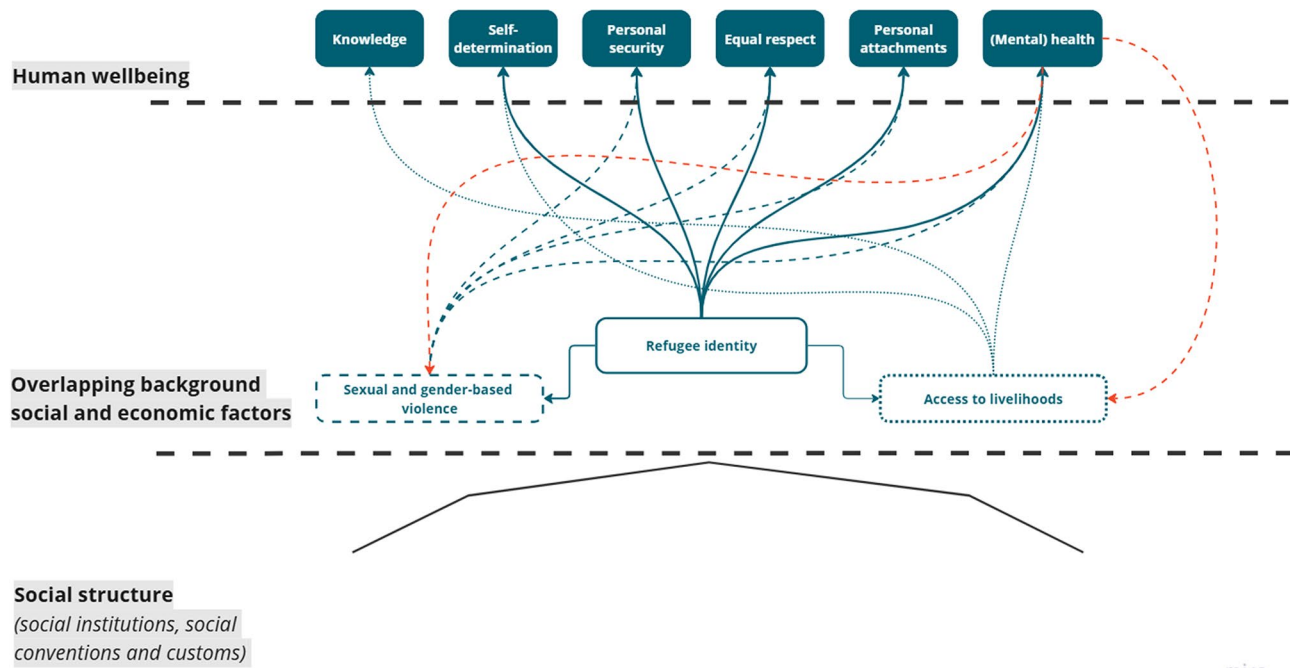 Knowledge
Self-
determination
Personal
security
Equal respect
Personal
attachments
(Mental) health
Human wellbeing
Refugee identity
Overlapping background
social and economic factors
Sexual and gender-based
violence
Access to livelihoods
Social structure
(social institutions, social
conventions and customs)